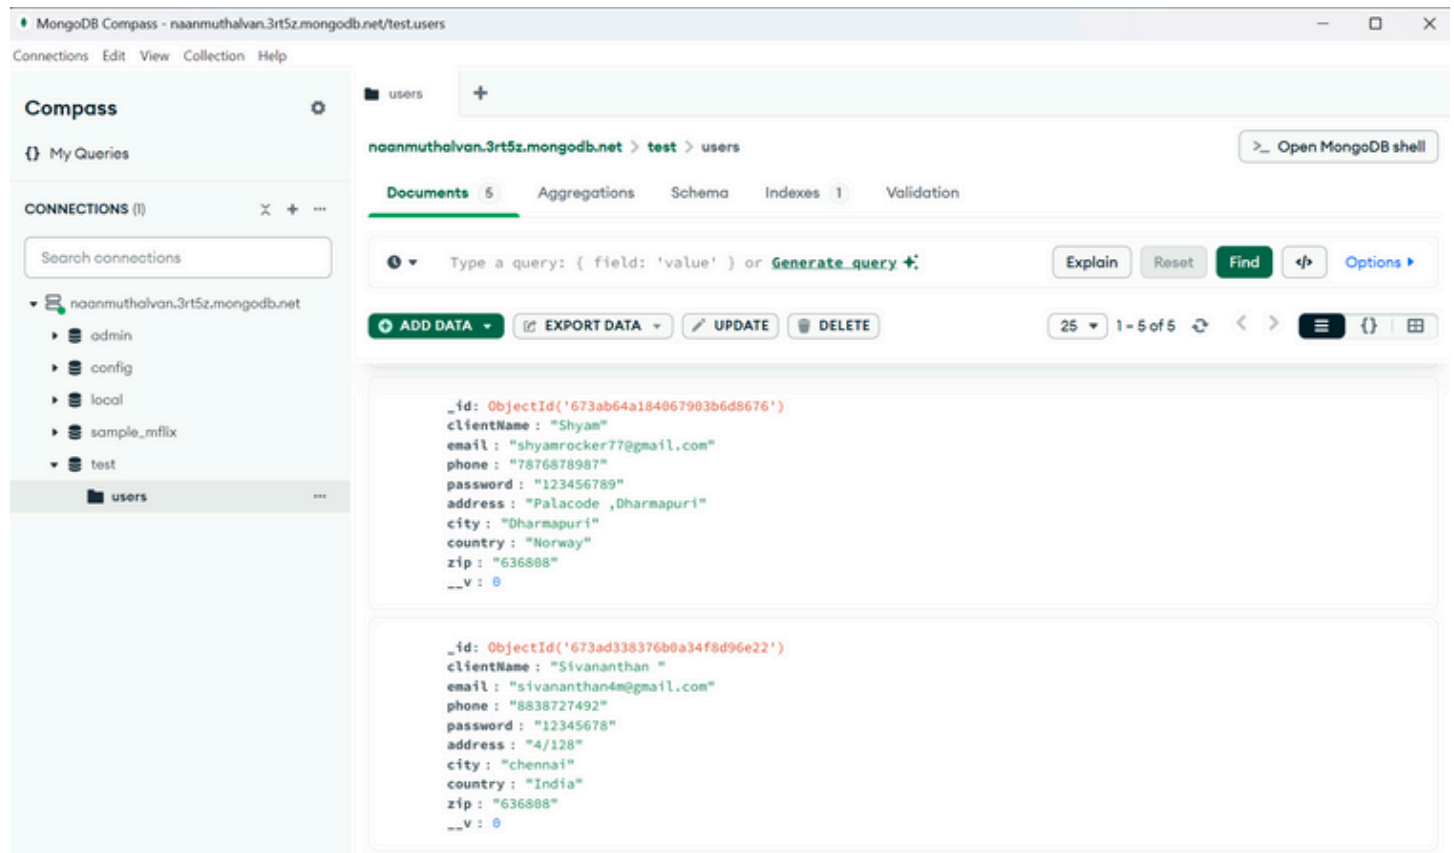 MongoDB Compass - naanmuthalvan.3rt5z.mongodb.net/test.users
Connections Edit View Collection Help
Compass
{} My Queries
CONNECTIONS (1)
Search connections
naanmuthalvan.3rt5z.mongodb.net
admin
config
local
sample_mflix
test
users
users
naanmuthalvan.3rt5z.mongodb.net > test > users
>_ Open MongoDB shell
Documents 5 Aggregations Schema Indexes 1 Validation
Type a query: { field: 'value' } or Generate query
Explain Reset Find </> Options
ADD DATA EXPORT DATA UPDATE DELETE
25 1 – 5 of 5 {}
_id: ObjectId('673ab64a184067903b6d8676')
clientName : "Shyam"
email : "shyamrocker77@gmail.com"
phone : "7876878987"
password : "123456789"
address : "Palacode ,Dharmapuri"
city : "Dharmapuri"
country : "Norway"
zip : "636808"
__v : 0
_id: ObjectId('673ad338376b0a34f8d96e22')
clientName : "Sivananthan "
email : "sivananthan4m@gmail.com"
phone : "8838727492"
password : "12345678"
address : "4/128"
city : "chennai"
country : "India"
zip : "636808"
__v : 0